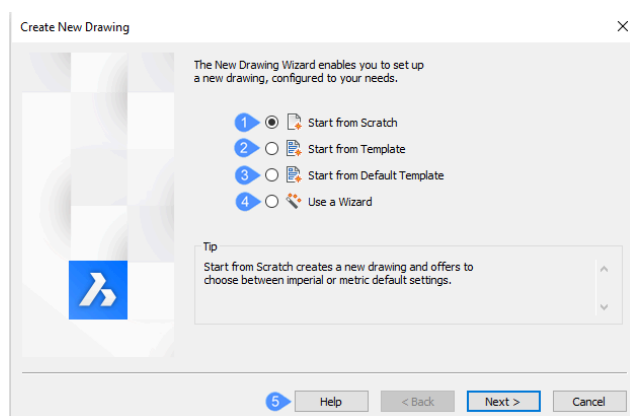 Create New Drawing
The New Drawing Wizard enables you to set up
a new drawing, configured to your needs.
1 Start from Scratch
2 Start from Template
3 Start from Default Template
4 Use a Wizard
Tip
Start from Scratch creates a new drawing and offers to
choose between imperial or metric default settings.
5 Help < Back Next > Cancel